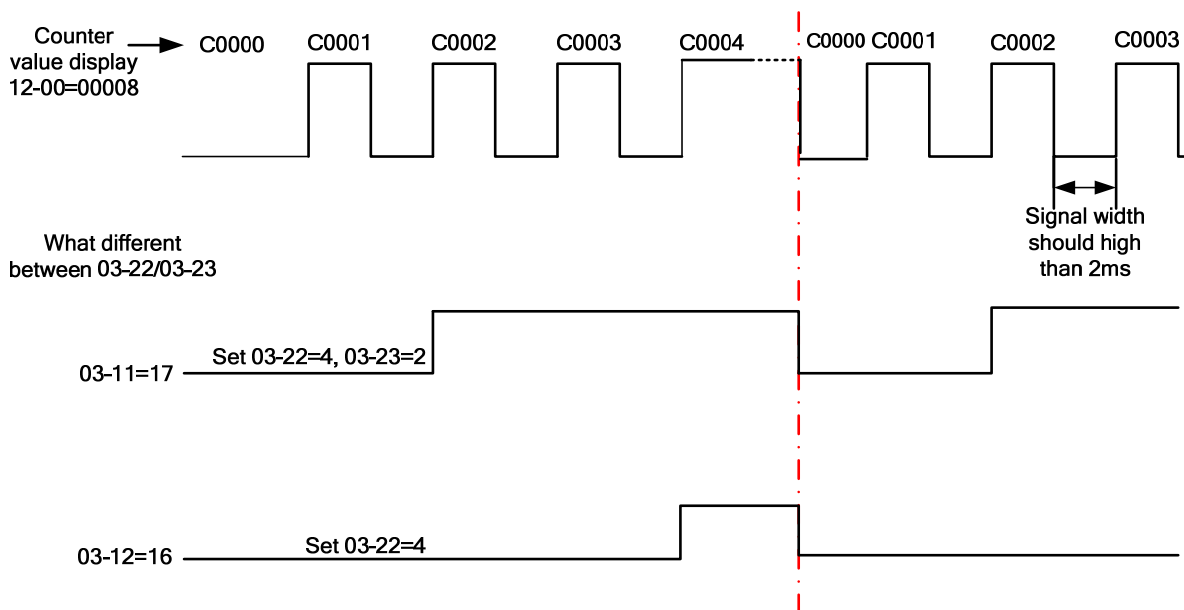 Counter
value display
12-00=00008
C0000 C0001 C0002 C0003 C0004 C0000 C0001 C0002 C0003
Signal width
should high
than 2ms
What different
between 03-22/03-23
Set 03-22=4, 03-23=2
03-11=17
Set 03-22=4
03-12=16